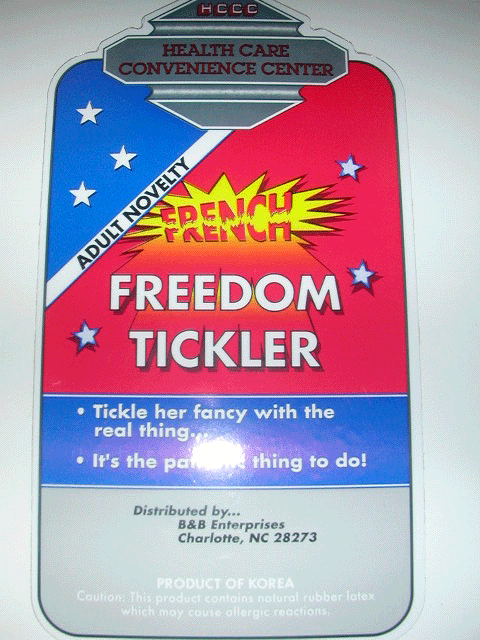 HCCC
HEALTH CARE
CONVENIENCE CENTER
ADULT NOVELTY
FRENCH
FREEDOM
TICKLER
• Tickle her fancy with the
real thing...
• It's the thing to do!
Distributed by...
B&B Enterprises
Charlotte, NC 28273
PRODUCT OF KOREA
Caution: This product contains natural rubber latex
which may cause allergic reactions.